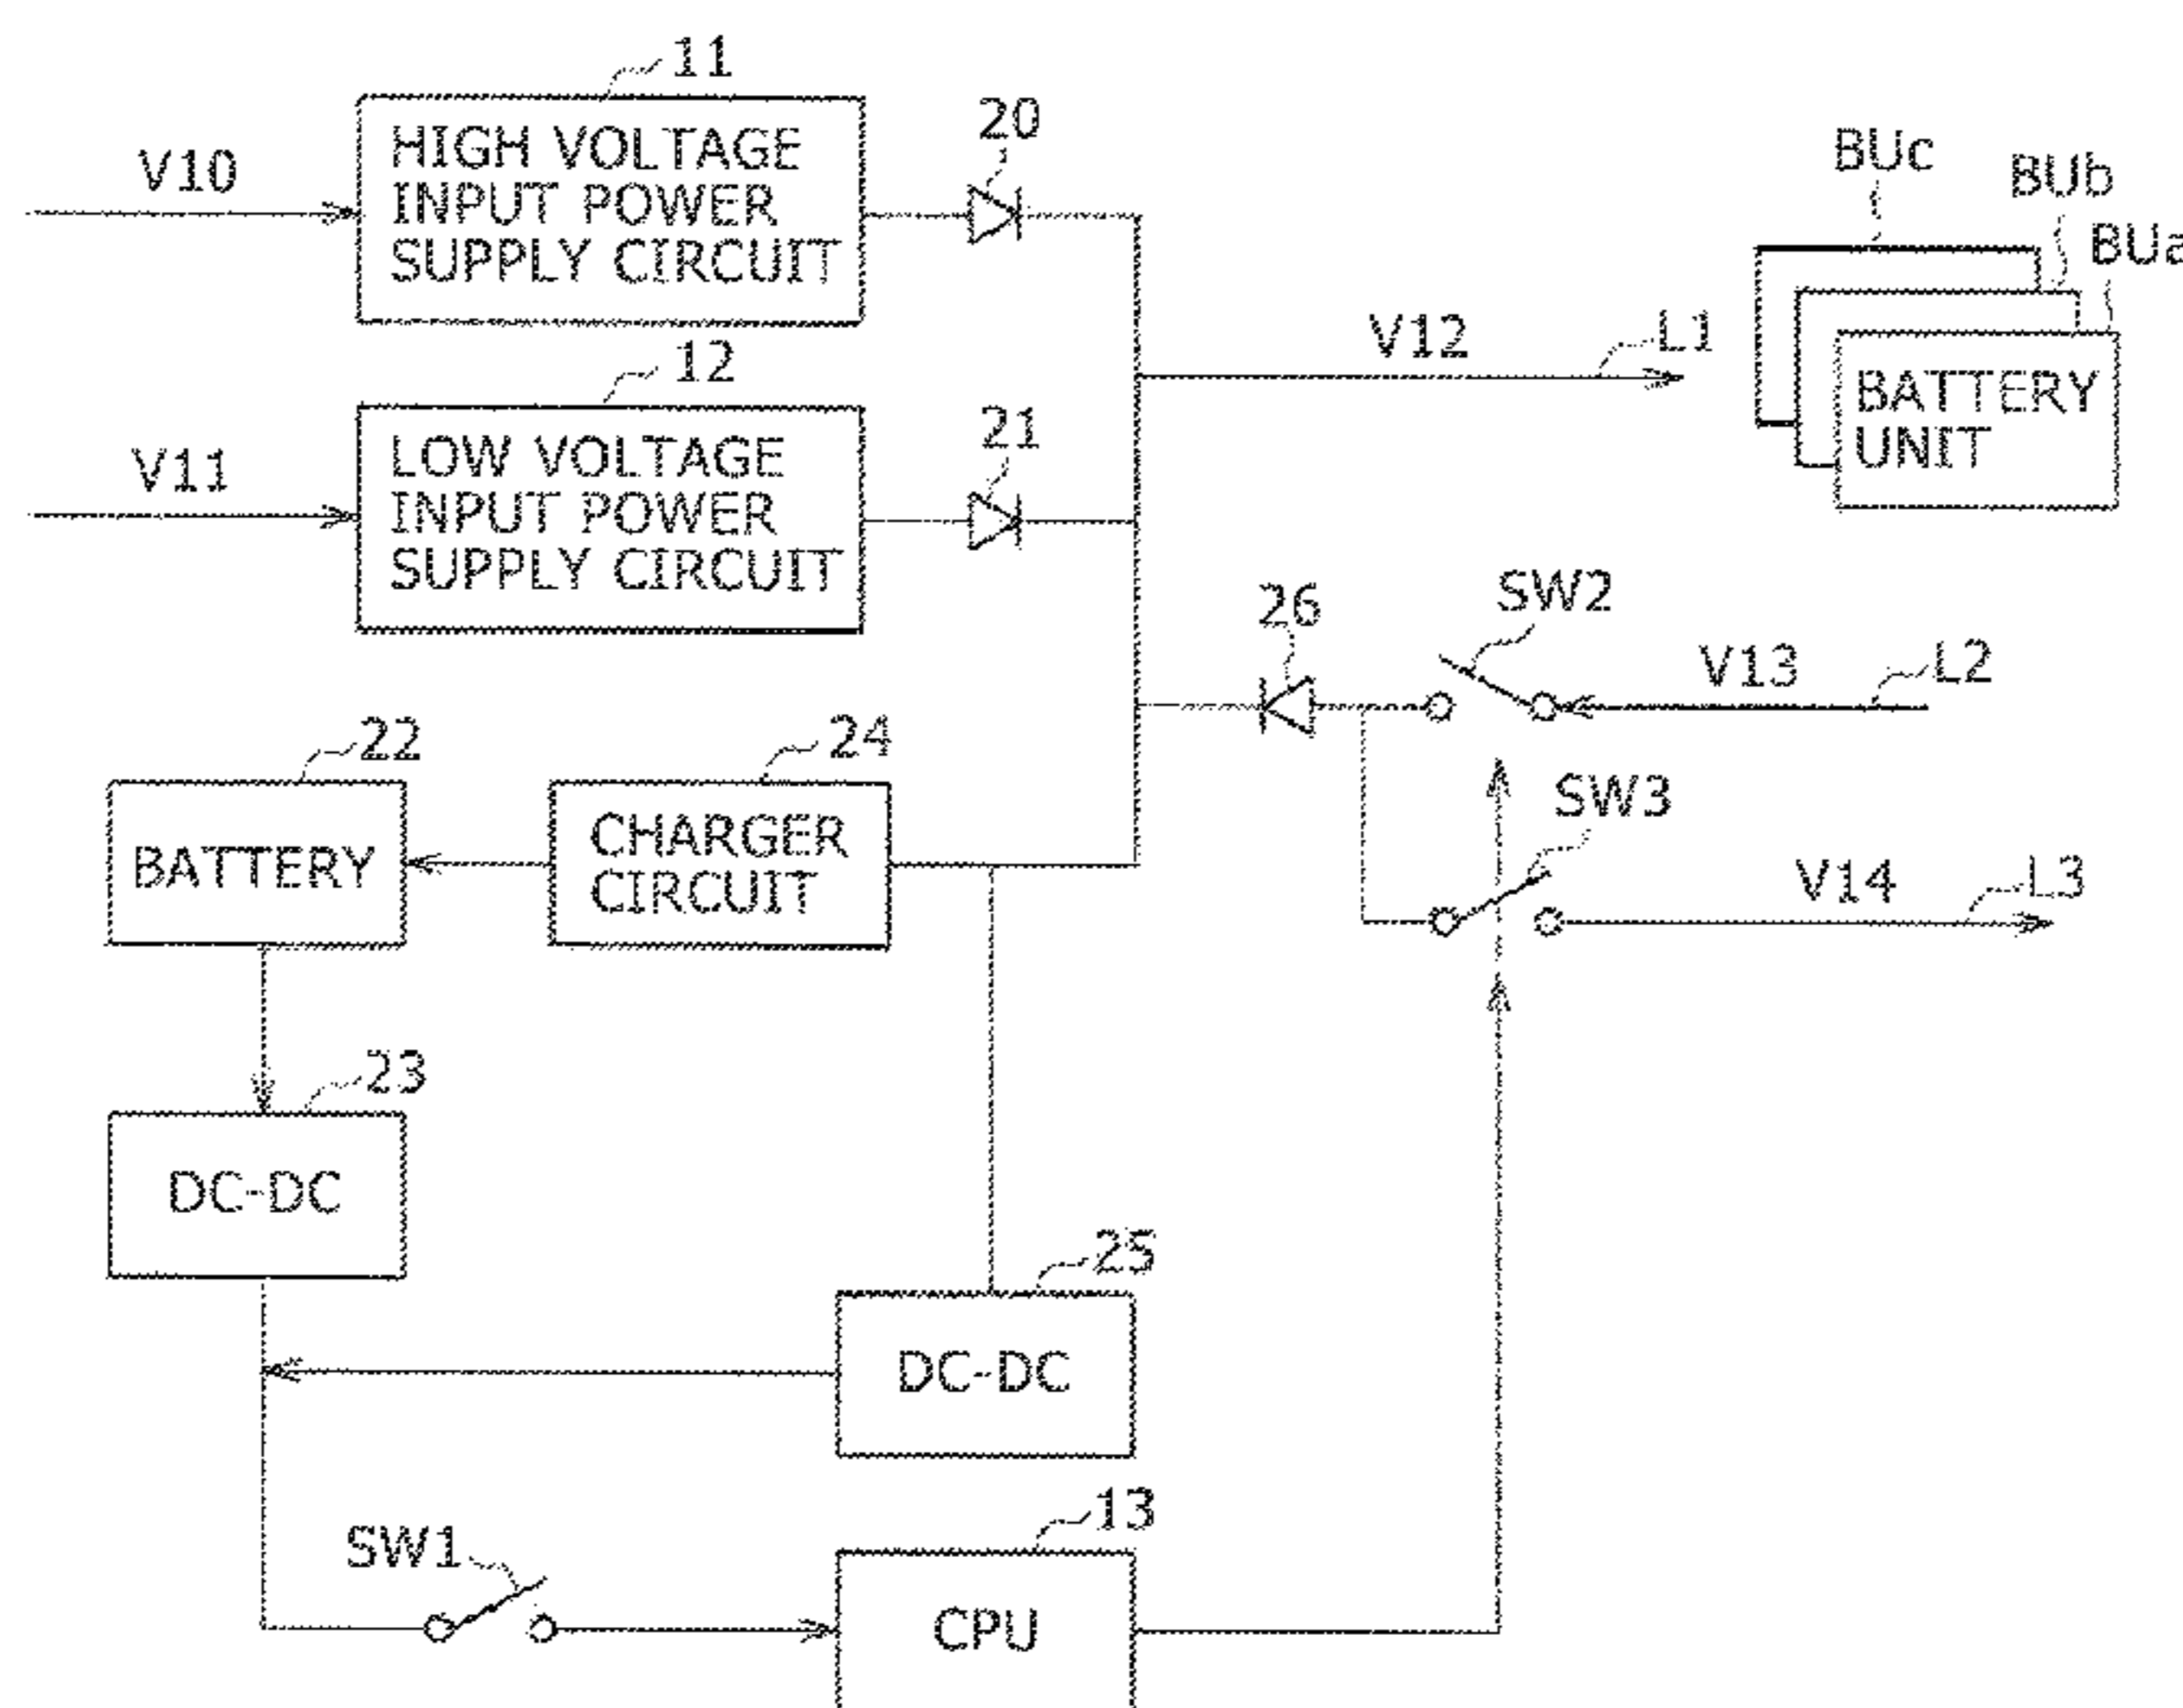 11
HIGH VOLTAGE
INPUT POWER
SUPPLY CIRCUIT
V10
20
BUc
BUb
BUa
12
V12
L1
BATTERY
UNIT
LOW VOLTAGE
INPUT POWER
SUPPLY CIRCUIT
V11
21
26
SW2
V13
L2
22
24
BATTERY
CHARGER
CIRCUIT
SW3
V14
L3
23
DC-DC
25
DC-DC
SW1
13
CPU